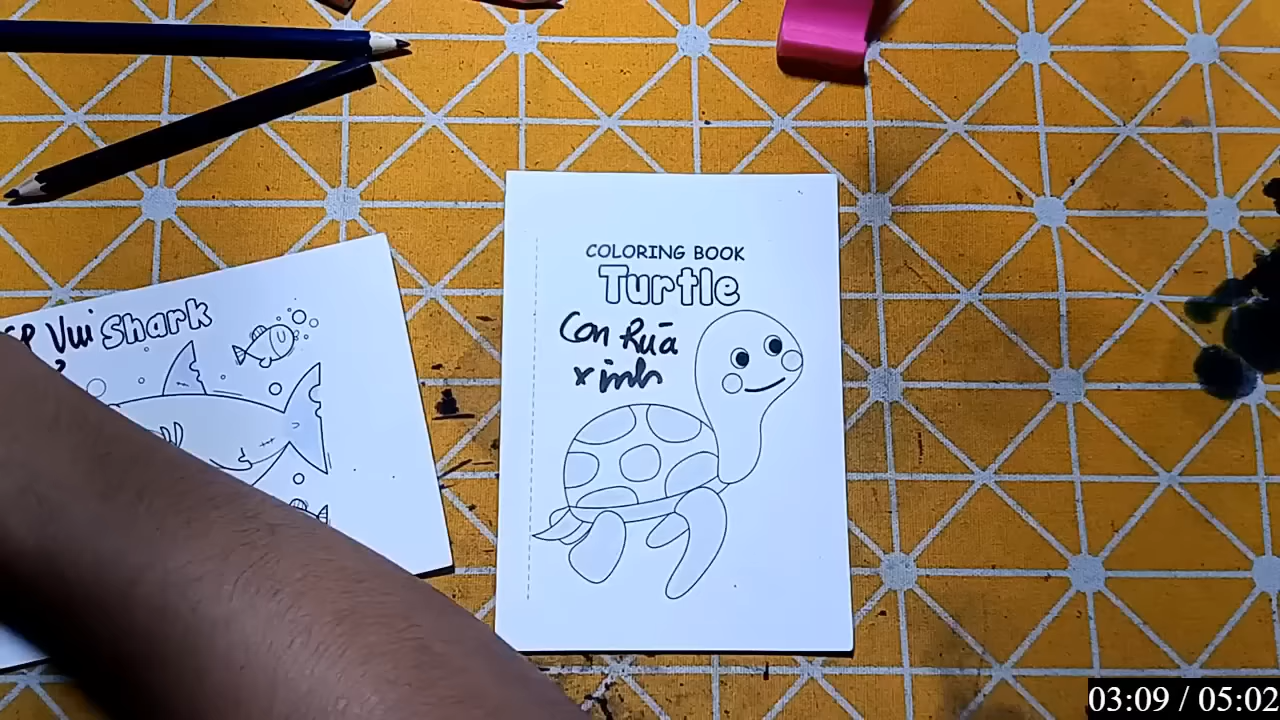 COLORING BOOK
Turtle
Con Rùa
xinh
Vui Shark
03:09 / 05:02